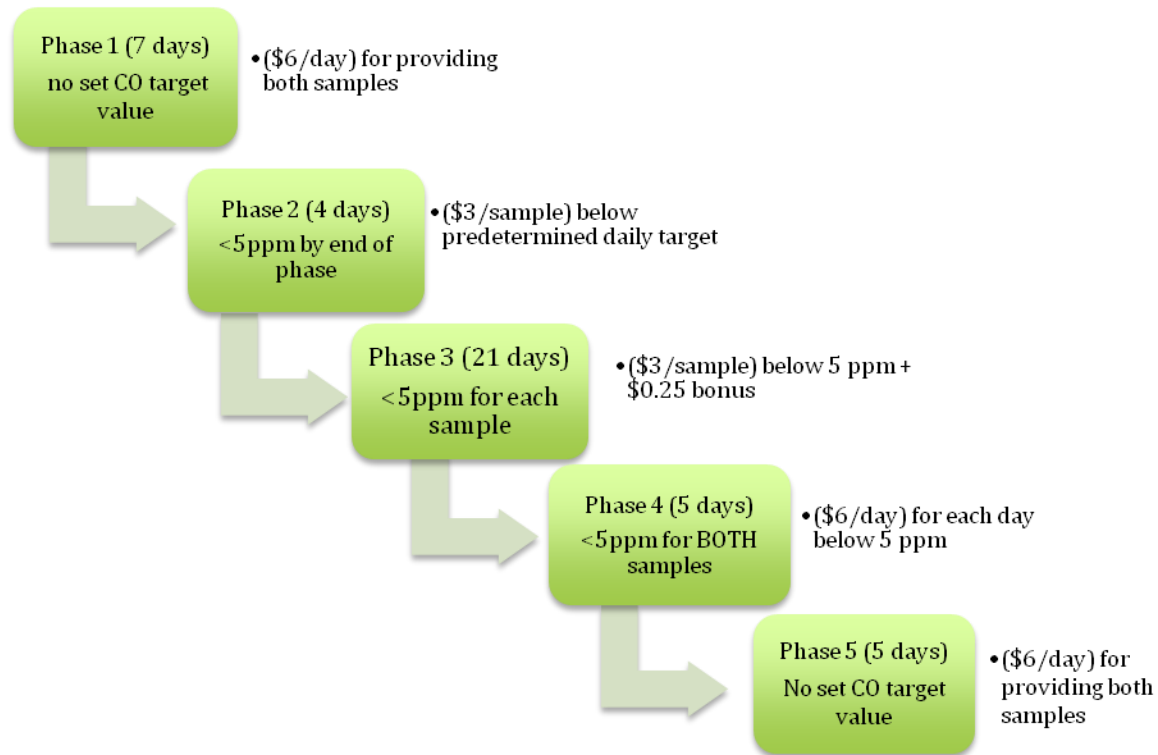 Phase 1 (7 days)
no set CO target
value
•($6/day) for providing
both samples
Phase 2 (4 days)
<5ppm by end of
phase
•($3/sample) below
predetermined daily target
Phase 3 (21 days)
<5ppm for each
sample
•($3/sample) below 5 ppm +
$0.25 bonus
Phase 4 (5 days)
<5ppm for BOTH
samples
•($6/day) for each day
below 5 ppm
Phase 5 (5 days)
No set CO target
value
•($6/day) for
providing both
samples